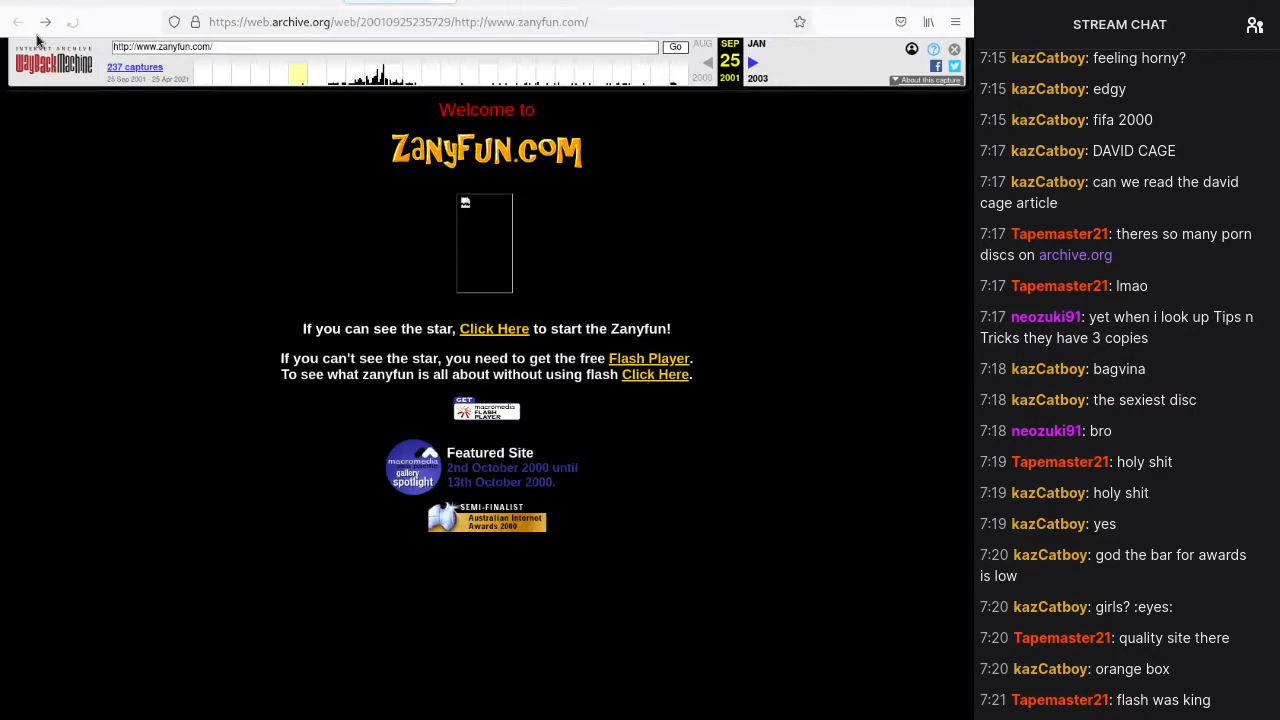 https://web.archive.org/web/20010925235729/http://www.zanyfun.com/
INTERNET ARCHIVE
WayBackMachine
http://www.zanyfun.com/
Go
237 captures
25 Sep 2001 - 25 Apr 2021
AUG
SEP
JAN
25
2000
2001
2003
About this capture
Welcome to
ZanyFun.com
If you can see the star, Click Here to start the Zanyfun!
If you can't see the star, you need to get the free Flash Player.
To see what zanyfun is all about without using flash Click Here.
GET
macromedia
FLASH
PLAYER
macromedia
gallery
spotlight
Featured Site
2nd October 2000 until
13th October 2000.
SEMI-FINALIST
Australian Internet
Awards 2000
STREAM CHAT
7:15 kazCatboy: feeling horny?
7:15 kazCatboy: edgy
7:15 kazCatboy: fifa 2000
7:17 kazCatboy: DAVID CAGE
7:17 kazCatboy: can we read the david
cage article
7:17 Tapemaster21: theres so many porn
discs on archive.org
7:17 Tapemaster21: lmao
7:17 neozuki91: yet when i look up Tips n
Tricks they have 3 copies
7:18 kazCatboy: bagvina
7:18 kazCatboy: the sexiest disc
7:18 neozuki91: bro
7:19 Tapemaster21: holy shit
7:19 kazCatboy: holy shit
7:19 kazCatboy: yes
7:20 kazCatboy: god the bar for awards
is low
7:20 kazCatboy: girls? :eyes:
7:20 Tapemaster21: quality site there
7:20 kazCatboy: orange box
7:21 Tapemaster21: flash was king